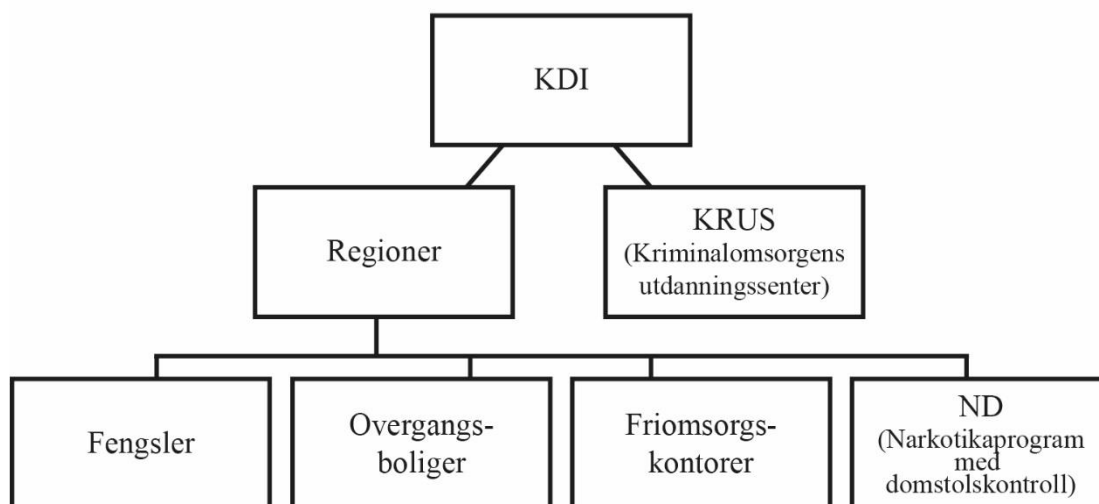 KDI
Regioner
KRUS
(Kriminalomsorgens
utdanningssenter)
Fengsler
Overgangs-
boliger
Friomsorgs-
kontorer
ND
(Narkotikaprogram
med
domstolskontroll)